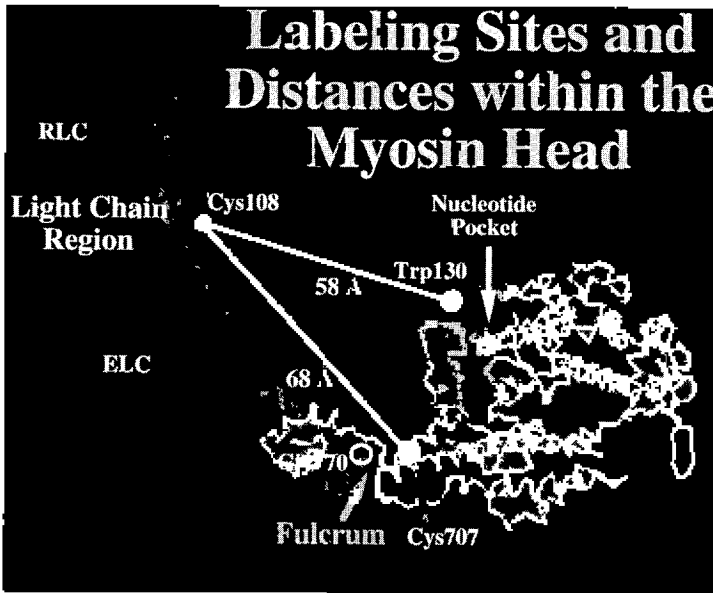 Labeling Sites and
Distances within the
Myosin Head
RLC
Cys108
Light Chain
Region
Nucleotide
Pocket
Trp130
58 Å
ELC
68 Å
Fulcrum
Cys707